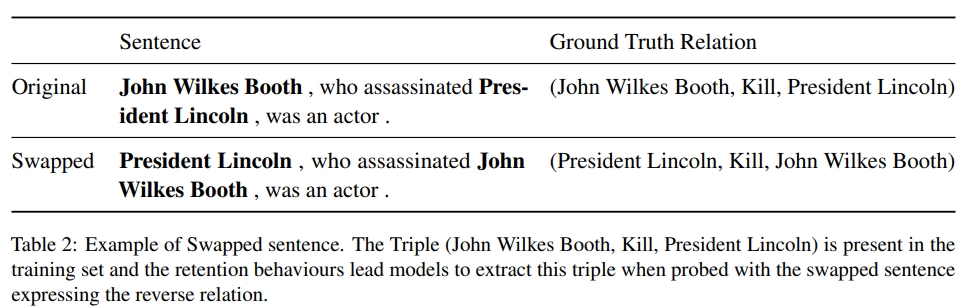 Sentence Ground Truth Relation
Original John Wilkes Booth , who assassinated Pres- (John Wilkes Booth, Kill, President Lincoln)
ident Lincoln , was an actor .
Swapped President Lincoln , who assassinated John (President Lincoln, Kill, John Wilkes Booth)
Wilkes Booth , was an actor .
Table 2: Example of Swapped sentence. The Triple (John Wilkes Booth, Kill, President Lincoln) is present in the
training set and the retention behaviours lead models to extract this triple when probed with the swapped sentence
expressing the reverse relation.